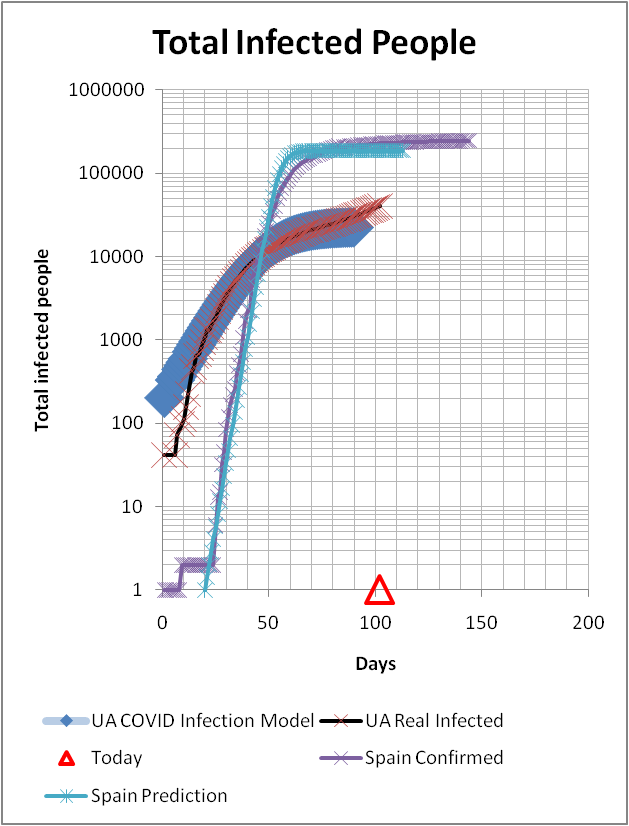 Total Infected People
1000000
100000
10000
1000
100
10
1
Total infected people
0 50 100 150 200
Days
UA COVID Infection Model UA Real Infected
Today Spain Confirmed
Spain Prediction